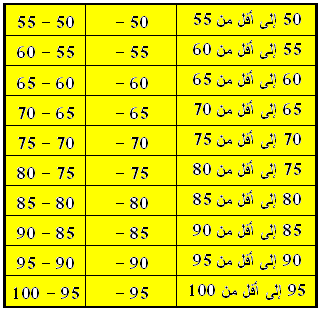 50 إلى أقل من 55 50 – 50 – 55
55 إلى أقل من 60 55 – 55 – 60
60 إلى أقل من 65 60 – 60 – 65
65 إلى أقل من 70 65 – 65 – 70
70 إلى أقل من 75 70 – 70 – 75
75 إلى أقل من 80 75 – 75 – 80
80 إلى أقل من 85 80 – 80 – 85
85 إلى أقل من 90 85 – 85 – 90
90 إلى أقل من 95 90 – 90 – 95
95 إلى أقل من 100 95 – 95 – 100